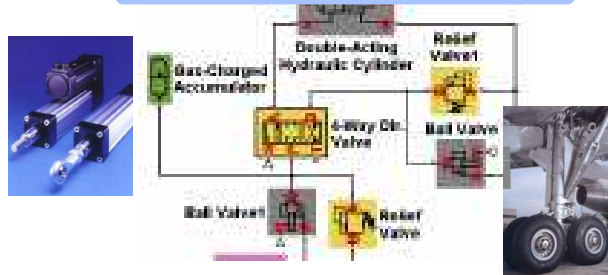 Double-Acting
Hydraulic Cylinder
Relief
Valve1
Gas-Charged
Accumulator
4-Way Dir.
Valve
Ball Valve
Ball Valve1
Relief
Valve